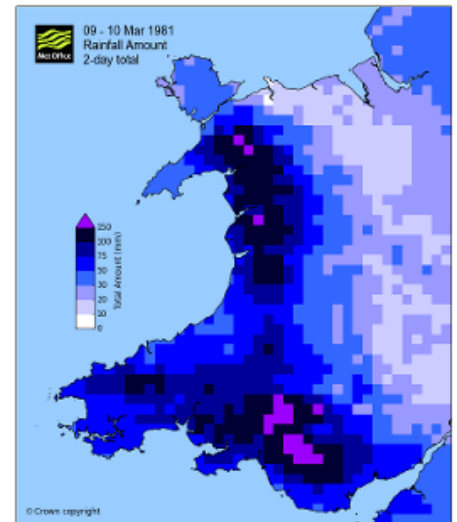 09 - 10 Mar 1981
Rainfall Amount
2-day total
Met Office
150
100
75
50
30
20
10
0
Total Amount (mm)
© Crown copyright